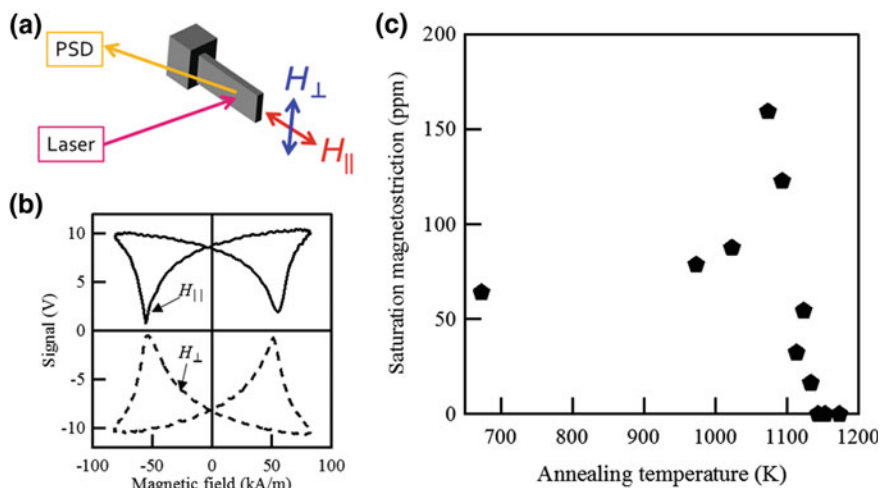 (a)
PSD
Laser
H⊥
H||
(b)
10
5
0
-5
-10
Signal (V)
H||
H⊥
-100 -50 0 50 100
Magnetic field (kA/m)
(c)
200
150
100
50
0
Saturation magnetostriction (ppm)
700 800 900 1000 1100 1200
Annealing temperature (K)